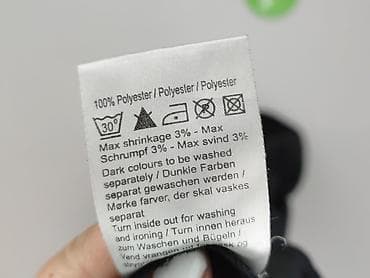 100% Polyester / Polyester / Polyester
30°
Max shrinkage 3% - Max
Schrumpf 3% - Max svind 3%
Dark colours to be washed
separately / Dunkle Farben
separat gewaschen werden /
Mørke farver, der skal vaskes
separat
Turn inside out for washing
and ironing / Turn innen heraus
zum Waschen und Bügeln /
Vend vrangen